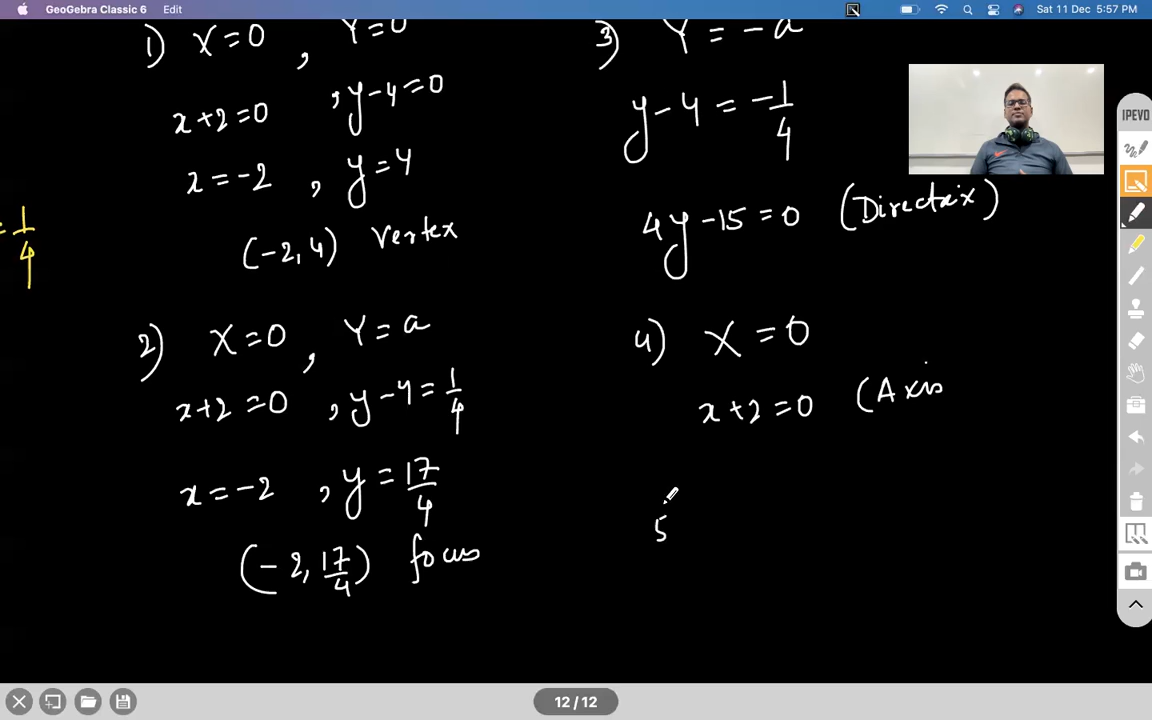 GeoGebra Classic 6 Edit Sat 11 Dec 5:57 PM
1) X = 0 , Y = 0
x + 2 = 0 , y - 4 = 0
x = -2 , y = 4
(-2, 4) Vertex
= 1/4
2) X = 0 , Y = a
x + 2 = 0 , y - 4 = 1/4
x = -2 , y = 17/4
(-2, 17/4) focus
3) Y = -a
y - 4 = -1/4
4y - 15 = 0 (Directrix)
4) X = 0
x + 2 = 0 (Axis
5
IPEVO
12 / 12